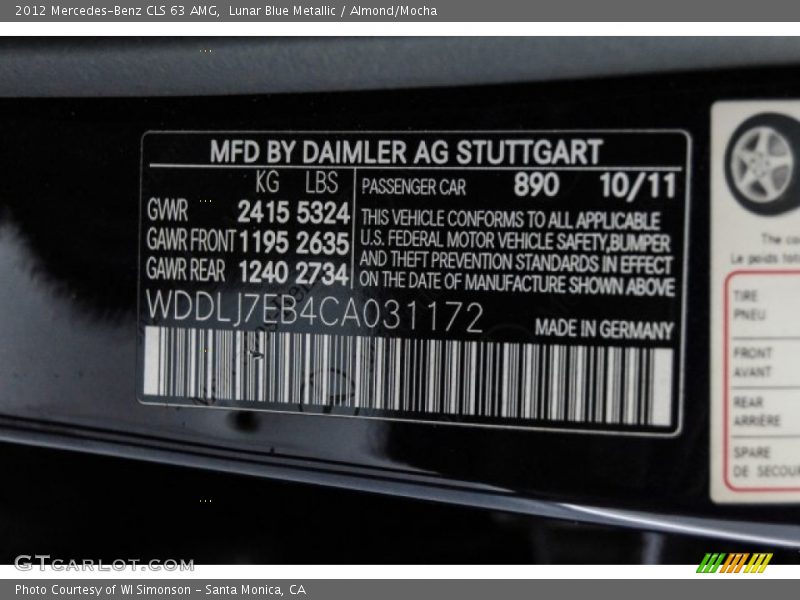 2012 Mercedes-Benz CLS 63 AMG, Lunar Blue Metallic / Almond/Mocha
MFD BY DAIMLER AG STUTTGART
KG LBS
GVWR 2415 5324
GAWR FRONT 1195 2635
GAWR REAR 1240 2734
PASSENGER CAR 890 10/11
THIS VEHICLE CONFORMS TO ALL APPLICABLE
U.S. FEDERAL MOTOR VEHICLE SAFETY,BUMPER
AND THEFT PREVENTION STANDARDS IN EFFECT
ON THE DATE OF MANUFACTURE SHOWN ABOVE
WDDLJ7EB4CA031172
MADE IN GERMANY
The
Le poids
TIRE
PNEU
FRONT
AVANT
REAR
ARRIÈRE
SPARE
DE SECOU
GTCarLot.com
Photo Courtesy of WI Simonson - Santa Monica, CA